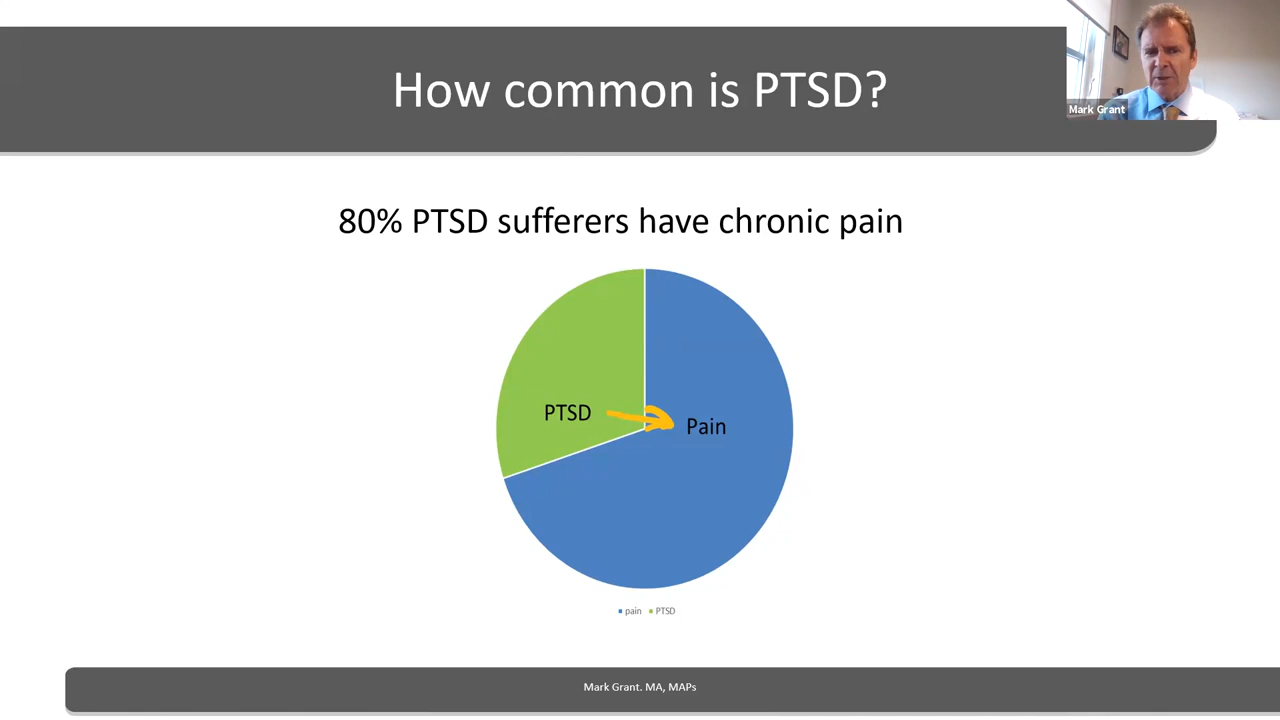 How common is PTSD?
Mark Grant
80% PTSD sufferers have chronic pain
PTSD
Pain
pain PTSD
Mark Grant. MA, MAPs